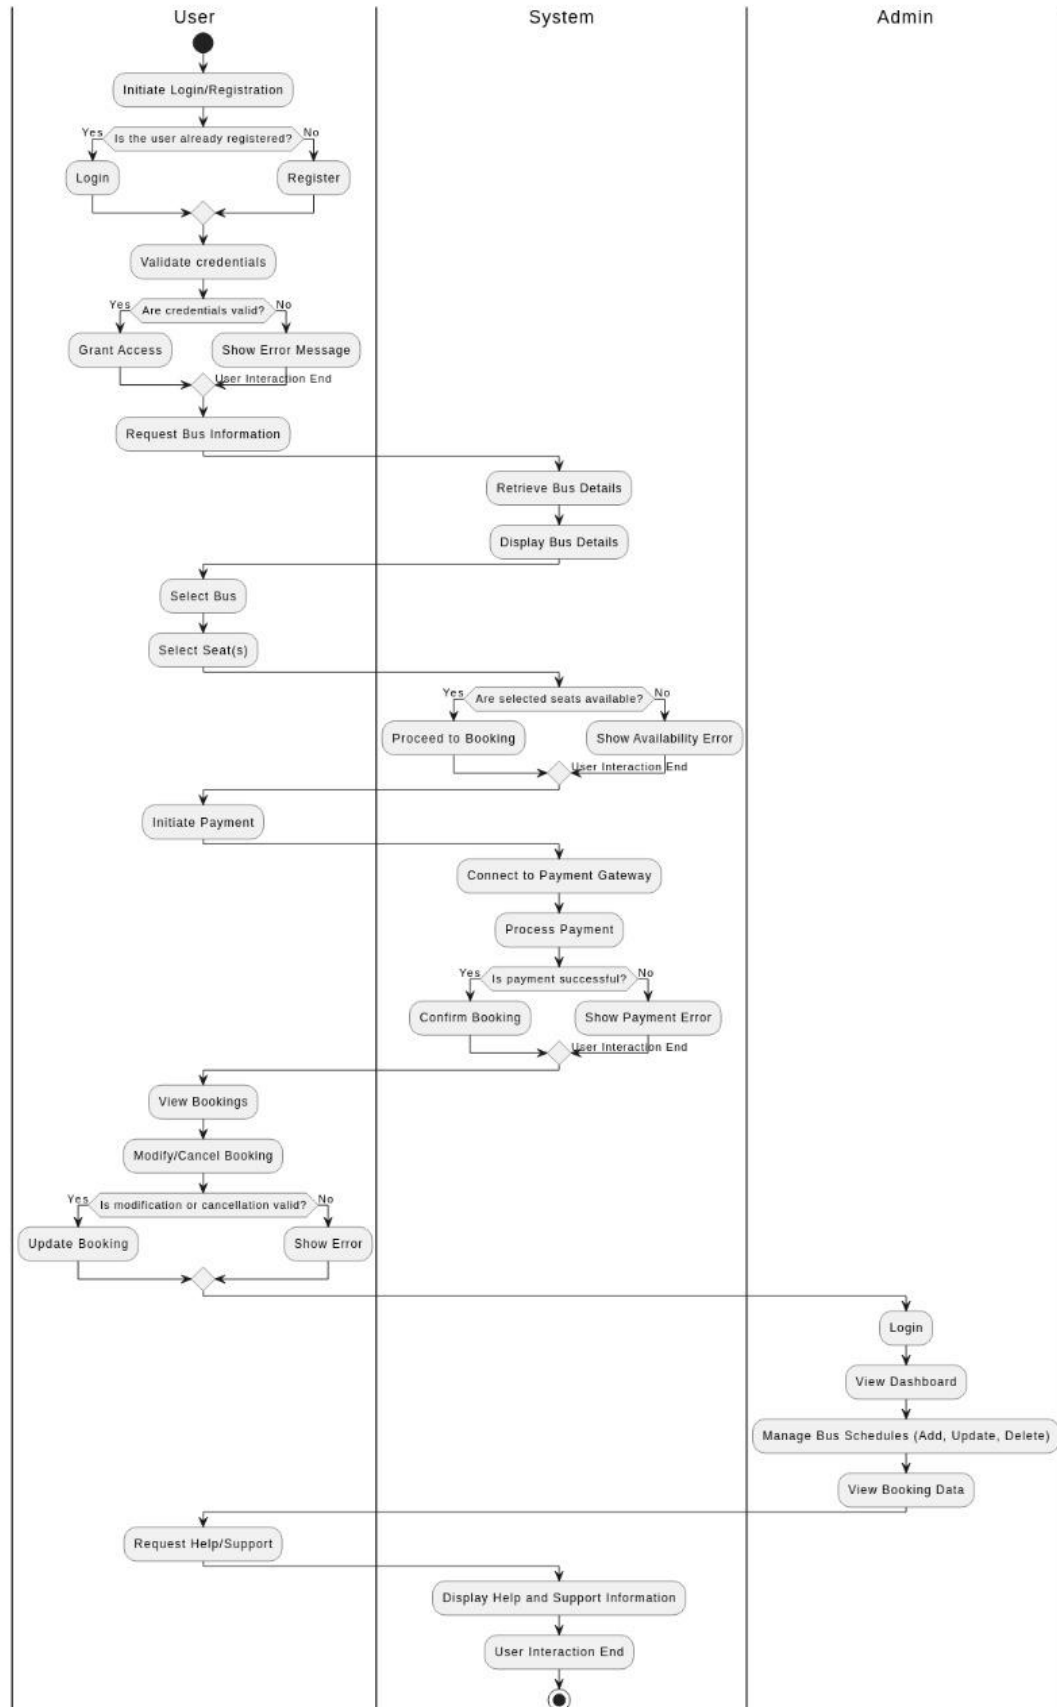 User
System
Admin
Initiate Login/Registration
Yes
Is the user already registered?
No
Login
Register
Validate credentials
Yes
Are credentials valid?
No
Grant Access
Show Error Message
User Interaction End
Request Bus Information
Retrieve Bus Details
Display Bus Details
Select Bus
Select Seat(s)
Yes
Are selected seats available?
No
Proceed to Booking
Show Availability Error
User Interaction End
Initiate Payment
Connect to Payment Gateway
Process Payment
Yes
Is payment successful?
No
Confirm Booking
Show Payment Error
User Interaction End
View Bookings
Modify/Cancel Booking
Yes
Is modification or cancellation valid?
No
Update Booking
Show Error
Login
View Dashboard
Manage Bus Schedules (Add, Update, Delete)
View Booking Data
Request Help/Support
Display Help and Support Information
User Interaction End